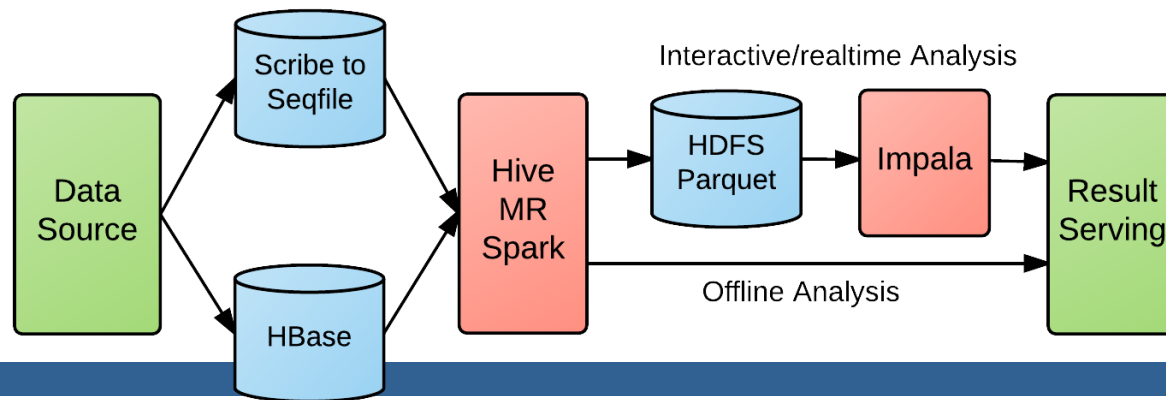 Scribe to
Seqfile
Interactive/realtime Analysis
Data
Source
Hive
MR
Spark
HDFS
Parquet
Impala
Result
Serving
Offline Analysis
HBase